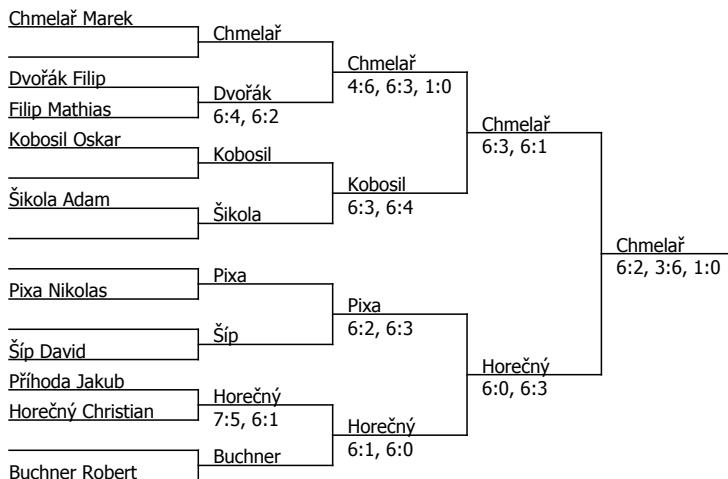 Chmelař Marek
Dvořák Filip
Filip Mathias
Kobosil Oskar
Šikola Adam
Pixa Nikolas
Šíp David
Příhoda Jakub
Horečný Christian
Buchner Robert
Chmelař
Dvořák
6:4, 6:2
Kobosil
Šikola
Pixa
Šíp
Horečný
7:5, 6:1
Buchner
Chmelař
4:6, 6:3, 1:0
Kobosil
6:3, 6:4
Pixa
6:2, 6:3
Horečný
6:1, 6:0
Chmelař
6:3, 6:1
Horečný
6:0, 6:3
Chmelař
6:2, 3:6, 1:0